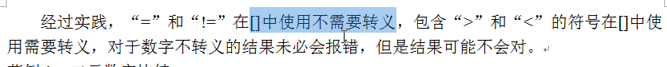 经过实践，“=”和“!=”在[]中使用不需要转义，包含“>”和“<”的符号在[]中使
用需要转义，对于数字不转义的结果未必会报错，但是结果可能不会对。